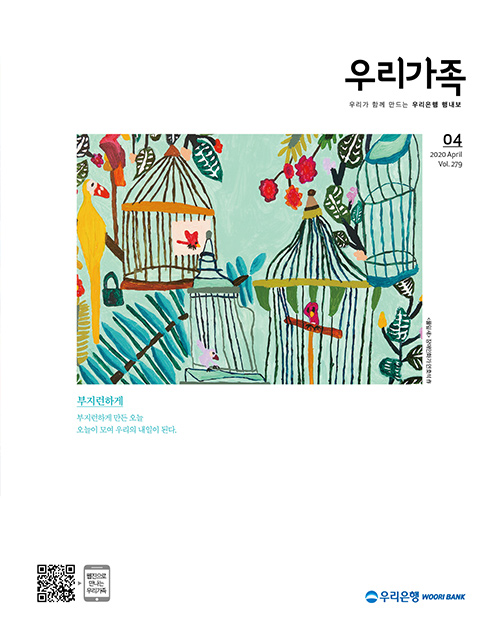 우리가족
우리가 함께 만드는 우리은행 행내보
04
2020 April
Vol. 279
부지런하게
부지런하게 만든 오늘
오늘이 모여 우리의 내일이 된다.
웹진으로
만나는
우리가족
우리은행 WOORI BANK